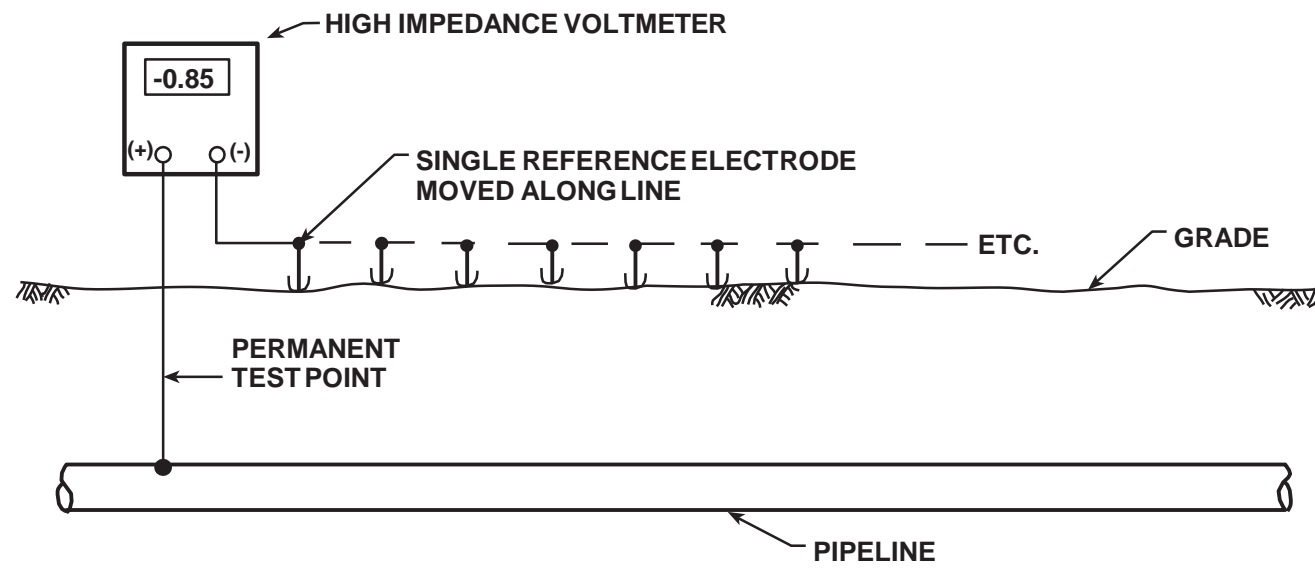 HIGH IMPEDANCE VOLTMETER
-0.85
(+)
(-)
SINGLE REFERENCE ELECTRODE
MOVED ALONG LINE
ETC.
GRADE
PERMANENT
TEST POINT
PIPELINE